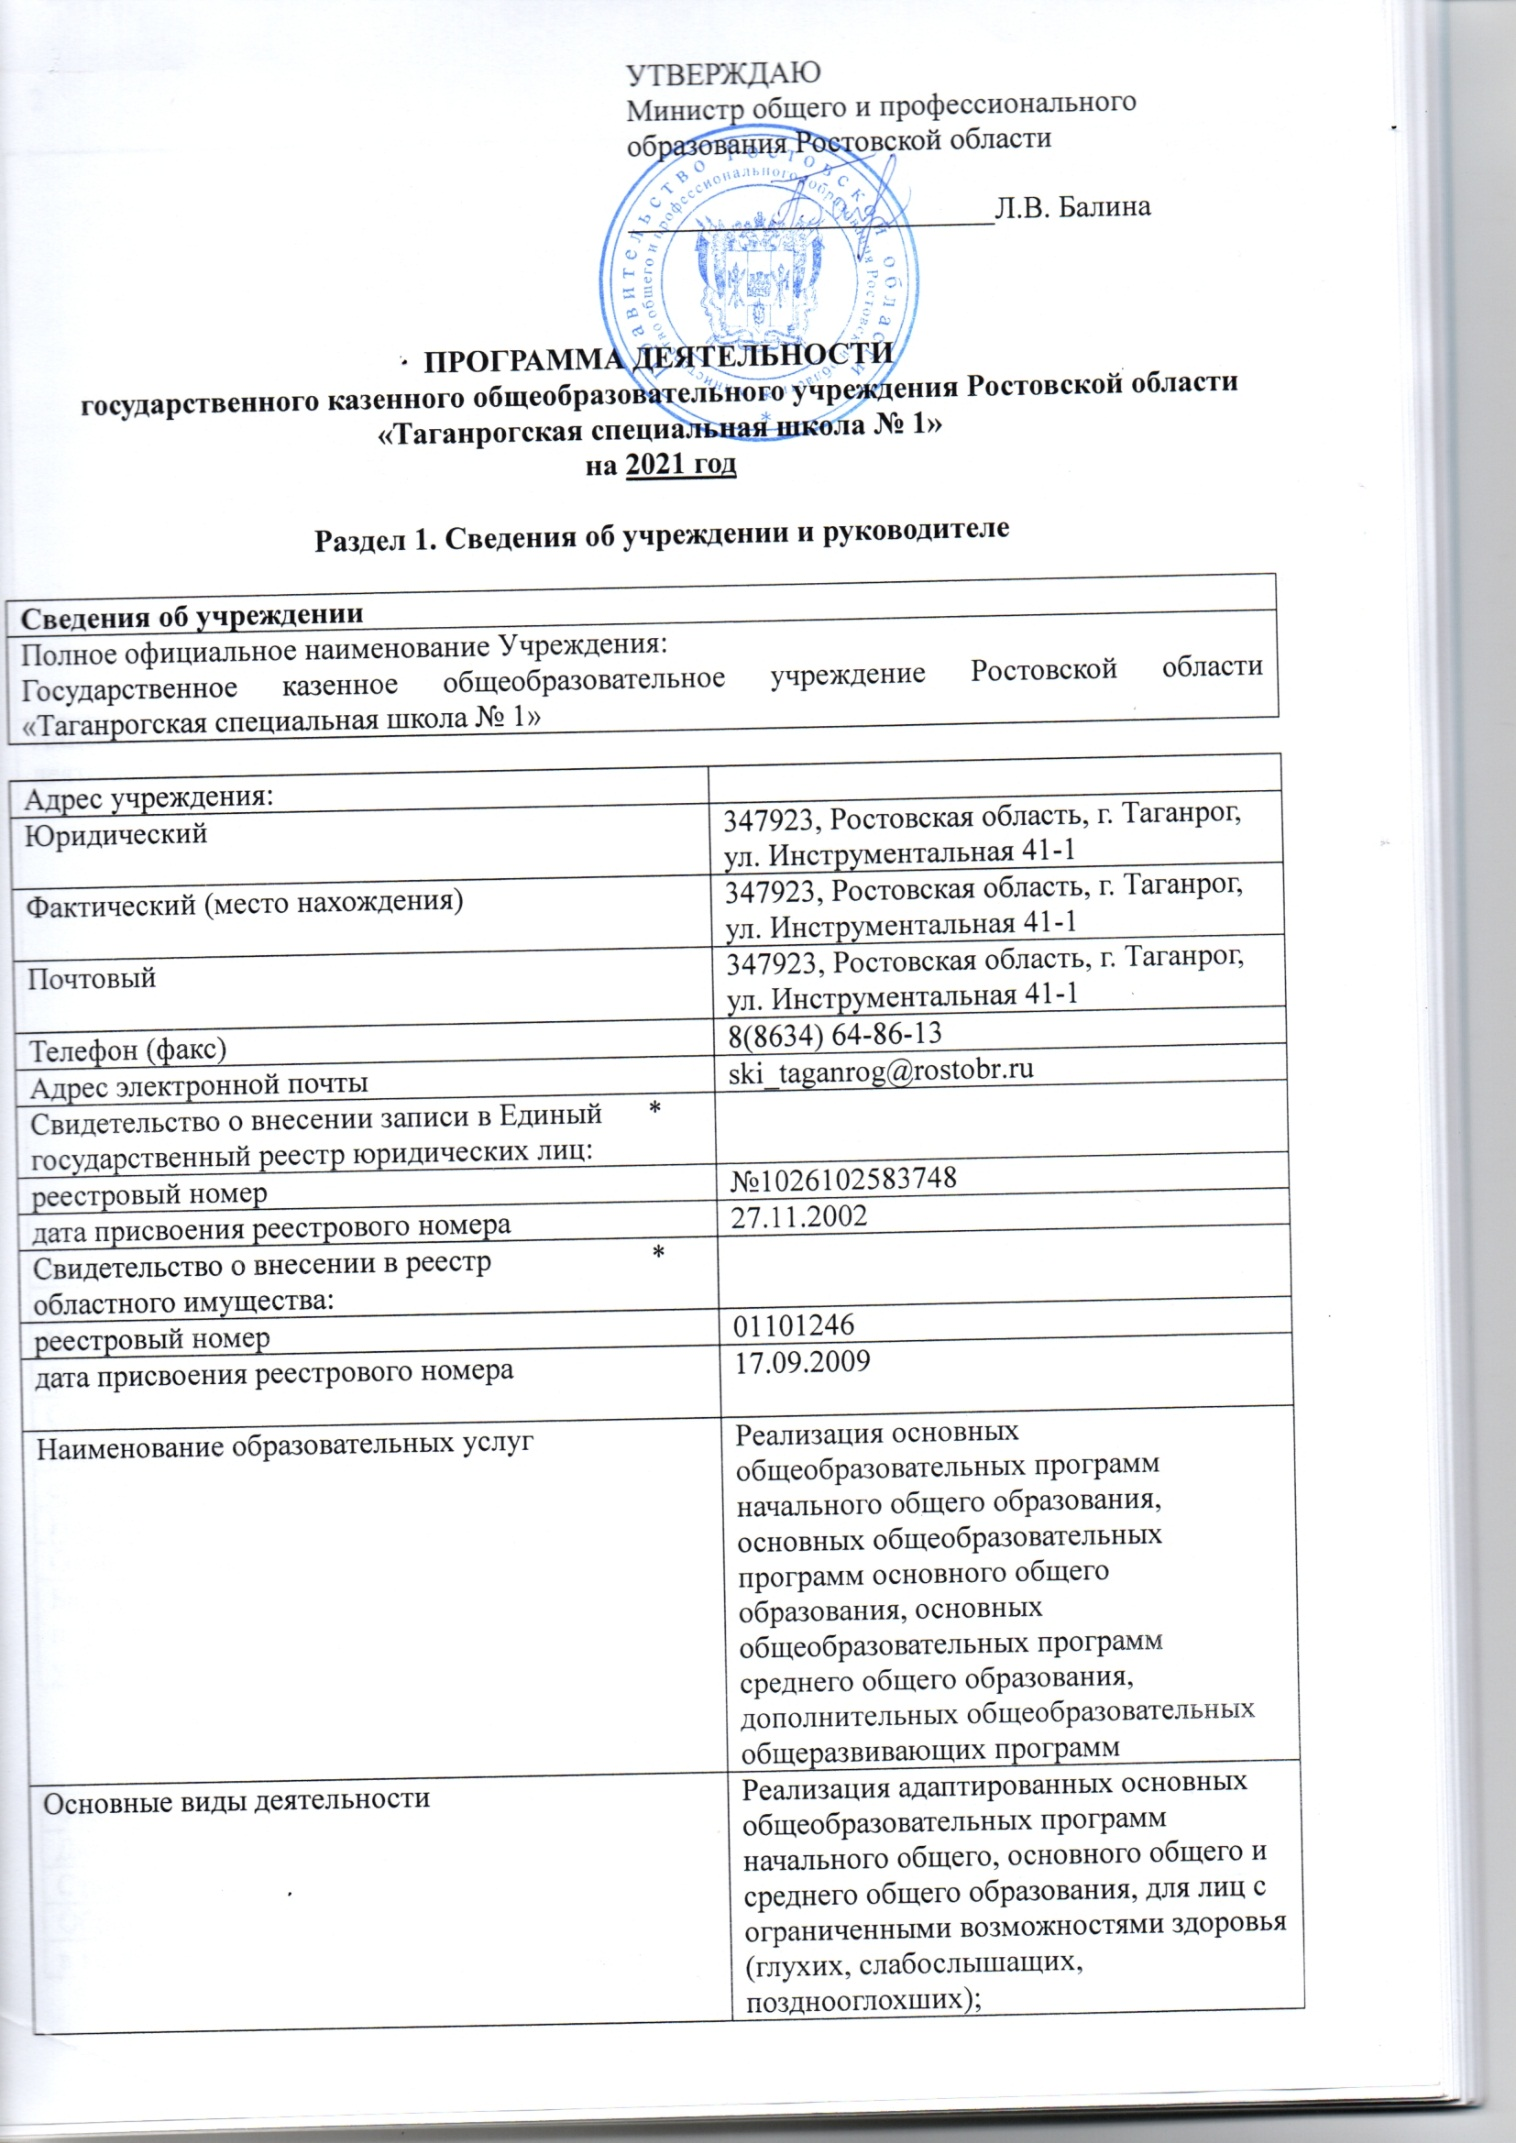 УТВЕРЖДАЮ
Министр общего и профессионального
образования Ростовской области
Л.В. Балина
Правительство Ростовской области
Министерство общего и профессионального образования Ростовской области
ПРОГРАММА ДЕЯТЕЛЬНОСТИ
государственного казенного общеобразовательного учреждения Ростовской области
«Таганрогская специальная школа № 1»
на 2021 год
Раздел 1. Сведения об учреждении и руководителе
Сведения об учреждении
Полное официальное наименование Учреждения:
Государственное казенное общеобразовательное учреждение Ростовской области
«Таганрогская специальная школа № 1»
Адрес учреждения:
Юридический
347923, Ростовская область, г. Таганрог,
ул. Инструментальная 41-1
Фактический (место нахождения)
347923, Ростовская область, г. Таганрог,
ул. Инструментальная 41-1
Почтовый
347923, Ростовская область, г. Таганрог,
ул. Инструментальная 41-1
Телефон (факс)
8(8634) 64-86-13
Адрес электронной почты
ski_taganrog@rostobr.ru
Свидетельство о внесении записи в Единый *
государственный реестр юридических лиц:
реестровый номер
№1026102583748
дата присвоения реестрового номера
27.11.2002
Свидетельство о внесении в реестр *
областного имущества:
реестровый номер
01101246
дата присвоения реестрового номера
17.09.2009
Наименование образовательных услуг
Реализация основных
общеобразовательных программ
начального общего образования,
основных общеобразовательных
программ основного общего
образования, основных
общеобразовательных программ
среднего общего образования,
дополнительных общеобразовательных
общеразвивающих программ
Основные виды деятельности
Реализация адаптированных основных
общеобразовательных программ
начального общего, основного общего и
среднего общего образования, для лиц с
ограниченными возможностями здоровья
(глухих, слабослышащих,
позднооглохших);